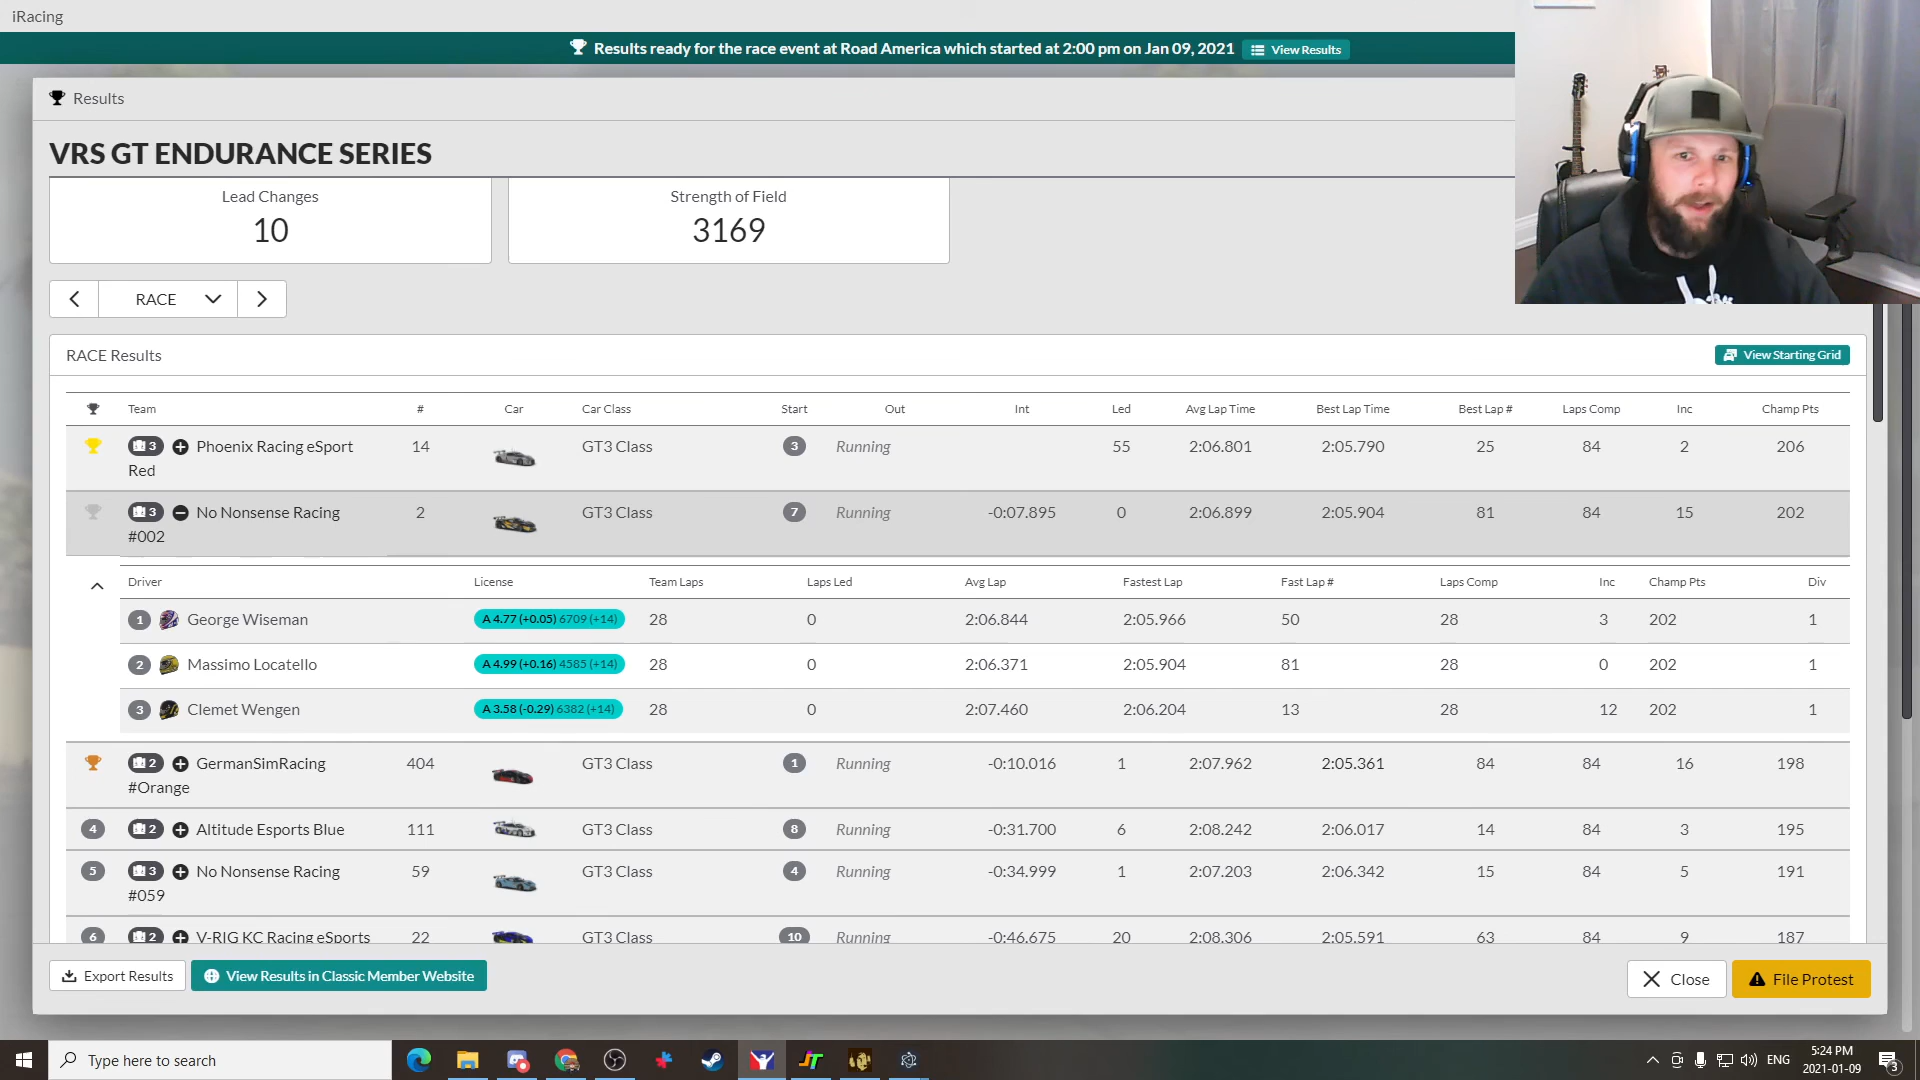 iRacing
Results ready for the race event at Road America which started at 2:00 pm on Jan 09, 2021 View Results
Results
VRS GT ENDURANCE SERIES
Lead Changes Strength of Field
10 3169
RACE
RACE Results View Starting Grid
Team # Car Car Class Start Out Int Led Avg Lap Time Best Lap Time Best Lap # Laps Comp Inc Champ Pts
3 Phoenix Racing eSport 14 GT3 Class 3 Running 55 2:06.801 2:05.790 25 84 2 206
Red
3 No Nonsense Racing 2 GT3 Class 7 Running -0:07.895 0 2:06.899 2:05.904 81 84 15 202
#002
Driver License Team Laps Laps Led Avg Lap Fastest Lap Fast Lap # Laps Comp Inc Champ Pts Div
1 George Wiseman A 4.77 (+0.05) 6709 (+14) 28 0 2:06.844 2:05.966 50 28 3 202 1
2 Massimo Locatello A 4.99 (+0.16) 4585 (+14) 28 0 2:06.371 2:05.904 81 28 0 202 1
3 Clemet Wengen A 3.58 (-0.29) 6382 (+14) 28 0 2:07.460 2:06.204 13 28 12 202 1
2 GermanSimRacing 404 GT3 Class 1 Running -0:10.016 1 2:07.962 2:05.361 84 84 16 198
#Orange
4 2 Altitude Esports Blue 111 GT3 Class 8 Running -0:31.700 6 2:08.242 2:06.017 14 84 3 195
5 3 No Nonsense Racing 59 GT3 Class 4 Running -0:34.999 1 2:07.203 2:06.342 15 84 5 191
#059
6 2 V-RIG KC Racing eSports 22 GT3 Class 10 Running -0:46.675 20 2:08.306 2:05.591 63 84 9 187
Export Results View Results in Classic Member Website Close File Protest
Type here to search ENG 5:24 PM
2021-01-09 3